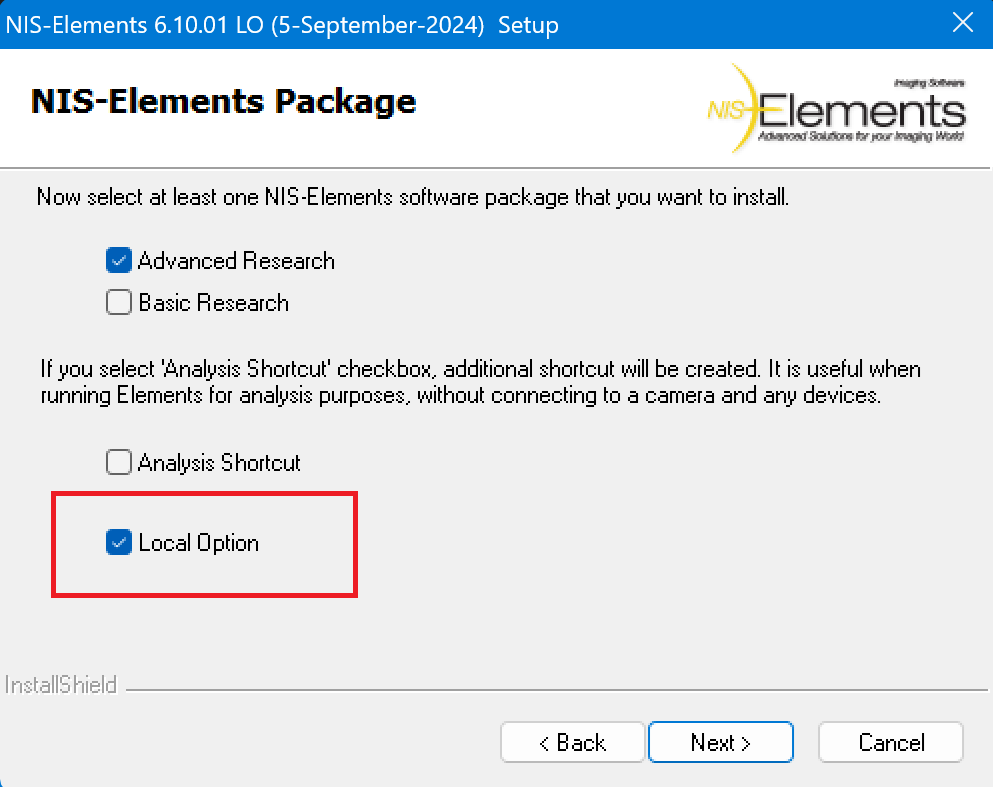 NIS-Elements 6.10.01 LO (5-September-2024)  Setup
NIS-Elements Package
Imaging Software
NIS Elements
Advanced Solutions for your Imaging World
Now select at least one NIS-Elements software package that you want to install.
Advanced Research
Basic Research
If you select 'Analysis Shortcut' checkbox, additional shortcut will be created. It is useful when
running Elements for analysis purposes, without connecting to a camera and any devices.
Analysis Shortcut
Local Option
InstallShield
< Back
Next >
Cancel